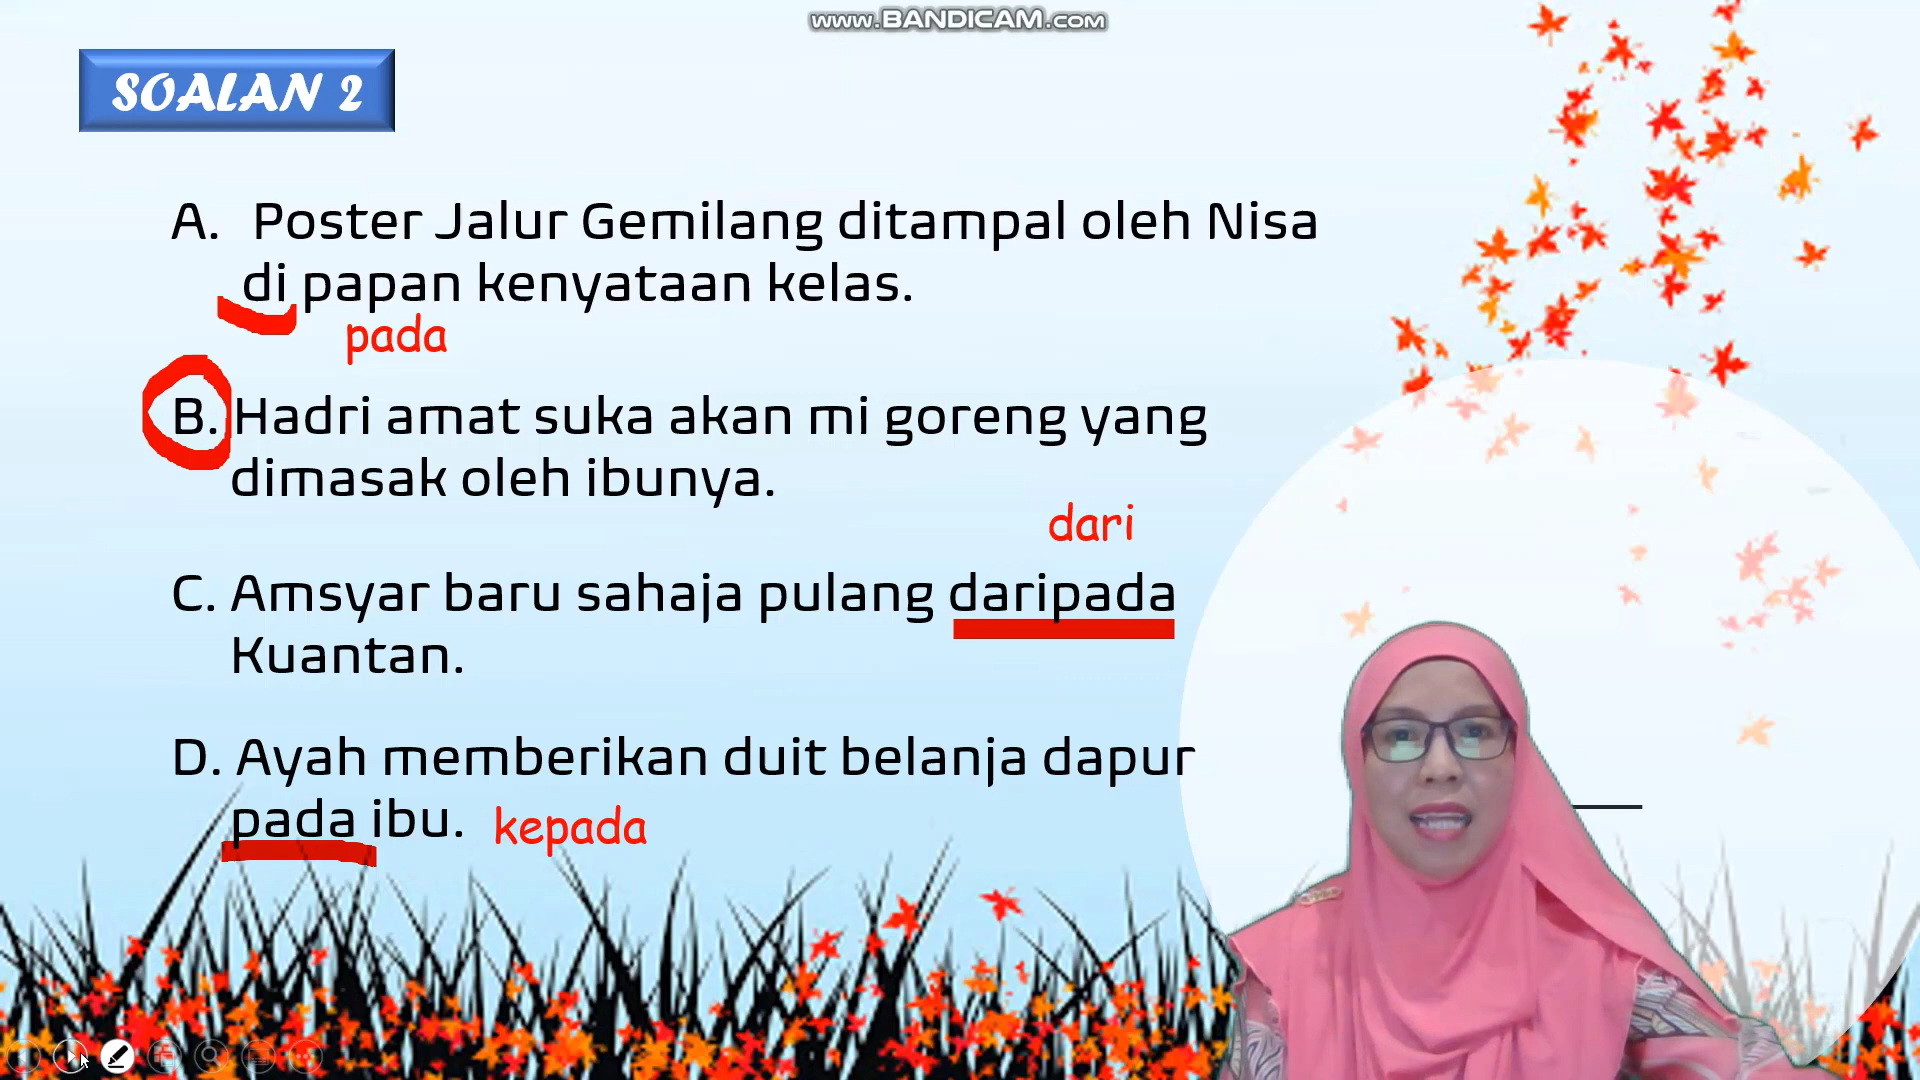 www.BANDICAM.com
SOALAN 2
A. Poster Jalur Gemilang ditampal oleh Nisa
di papan kenyataan kelas.
pada
B. Hadri amat suka akan mi goreng yang
dimasak oleh ibunya.
dari
C. Amsyar baru sahaja pulang daripada
Kuantan.
D. Ayah memberikan duit belanja dapur
pada ibu. kepada